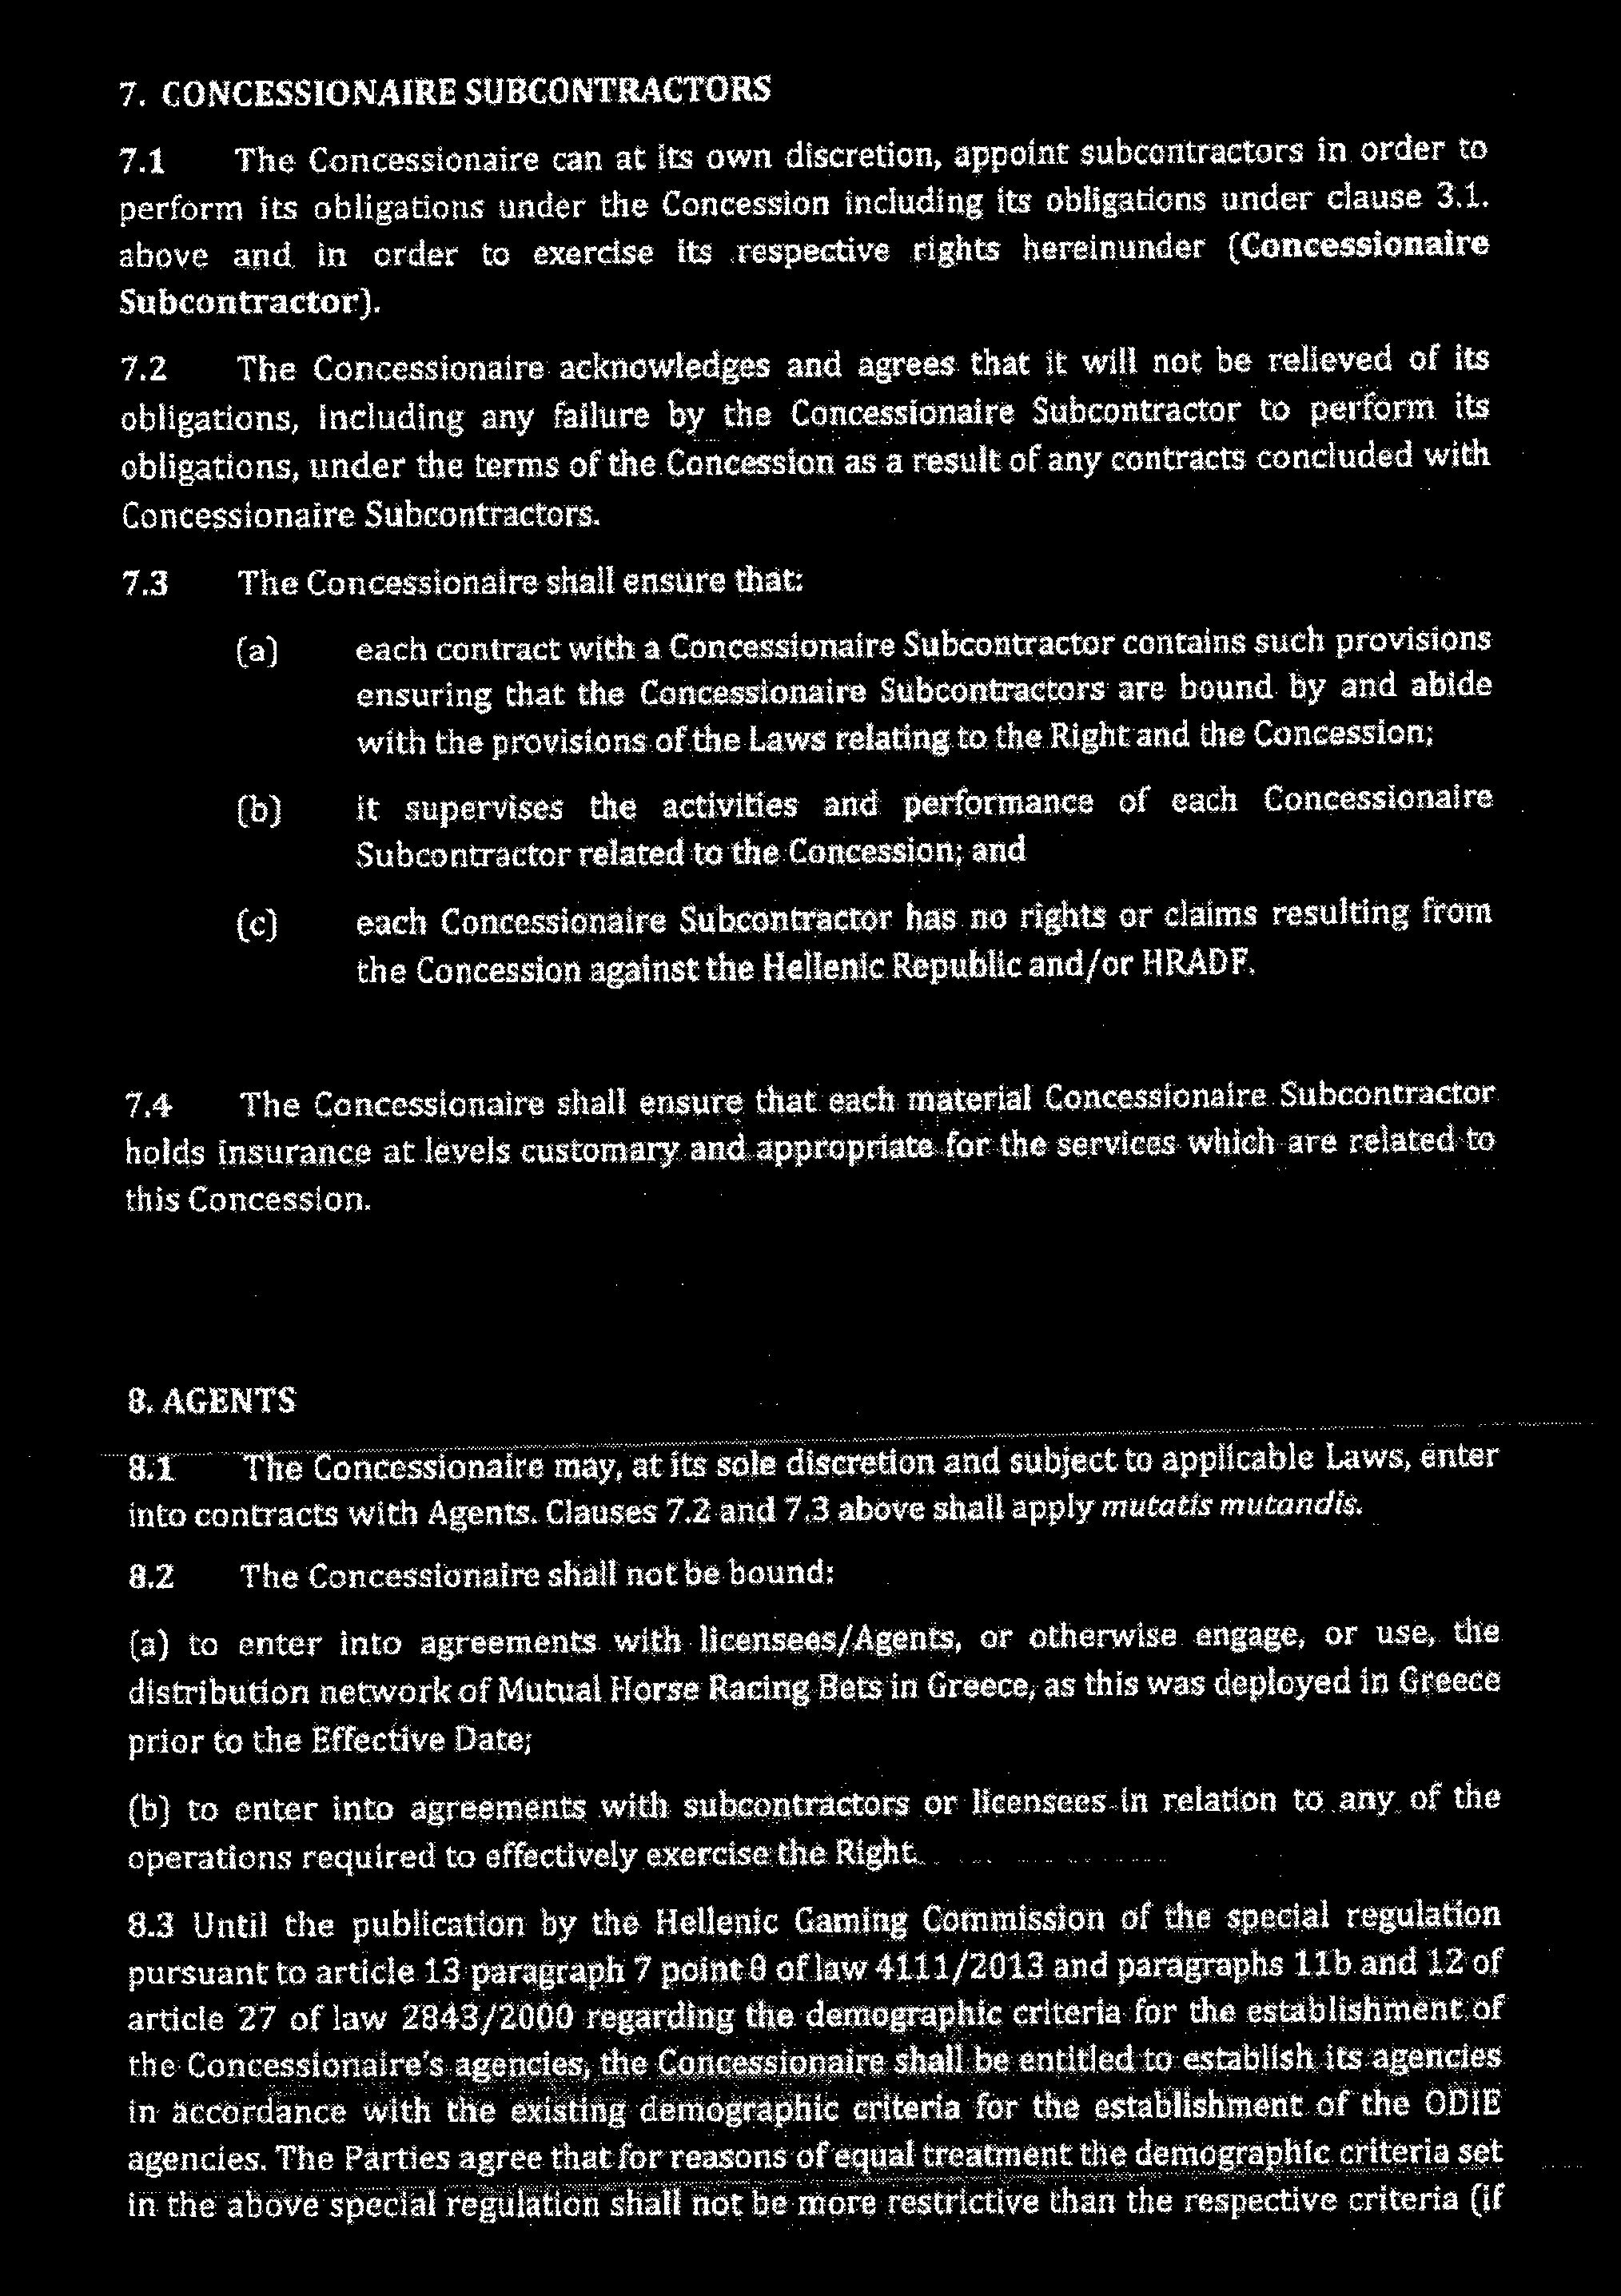 7. CONCESSIONAIRE SUBCONTRACTORS
7.1 The Concessionaire can at its own discretion, appoint subcontractors in order to
perform its obligations under the Concession including its obligations under clause 3.1.
above and in order to exercise its respective rights hereinunder (Concessionaire
Subcontractor).
7.2 The Concessionaire acknowledges and agrees that it will not be relieved of its
obligations, including any failure by the Concessionaire Subcontractor to perform its
obligations, under the terms of the Concession as a result of any contracts concluded with
Concessionaire Subcontractors.
7.3 The Concessionaire shall ensure that:
(a) each contract with a Concessionaire Subcontractor contains such provisions
ensuring that the Concessionaire Subcontractors are bound by and abide
with the provisions of the Laws relating to the Right and the Concession;
(b) it supervises the activities and performance of each Concessionaire
Subcontractor related to the Concession; and
(c) each Concessionaire Subcontractor has no rights or claims resulting from
the Concession against the Hellenic Republic and/or HRADF.
7.4 The Concessionaire shall ensure that each material Concessionaire Subcontractor
holds insurance at levels customary and appropriate for the services which are related to
this Concession.
8. AGENTS
8.1 The Concessionaire may, at its sole discretion and subject to applicable Laws, enter
into contracts with Agents. Clauses 7.2 and 7.3 above shall apply mutatis mutandis.
8.2 The Concessionaire shall not be bound:
(a) to enter into agreements with licensees/Agents, or otherwise engage, or use, the
distribution network of Mutual Horse Racing Bets in Greece, as this was deployed in Greece
prior to the Effective Date;
(b) to enter into agreements with subcontractors or licensees in relation to any of the
operations required to effectively exercise the Right.
8.3 Until the publication by the Hellenic Gaming Commission of the special regulation
pursuant to article 13 paragraph 7 point θ of law 4111/2013 and paragraphs 11b and 12 of
article 27 of law 2843/2000 regarding the demographic criteria for the establishment of
the Concessionaire's agencies, the Concessionaire shall be entitled to establish its agencies
in accordance with the existing demographic criteria for the establishment of the ODIE
agencies. The Parties agree that for reasons of equal treatment the demographic criteria set
in the above special regulation shall not be more restrictive than the respective criteria (if